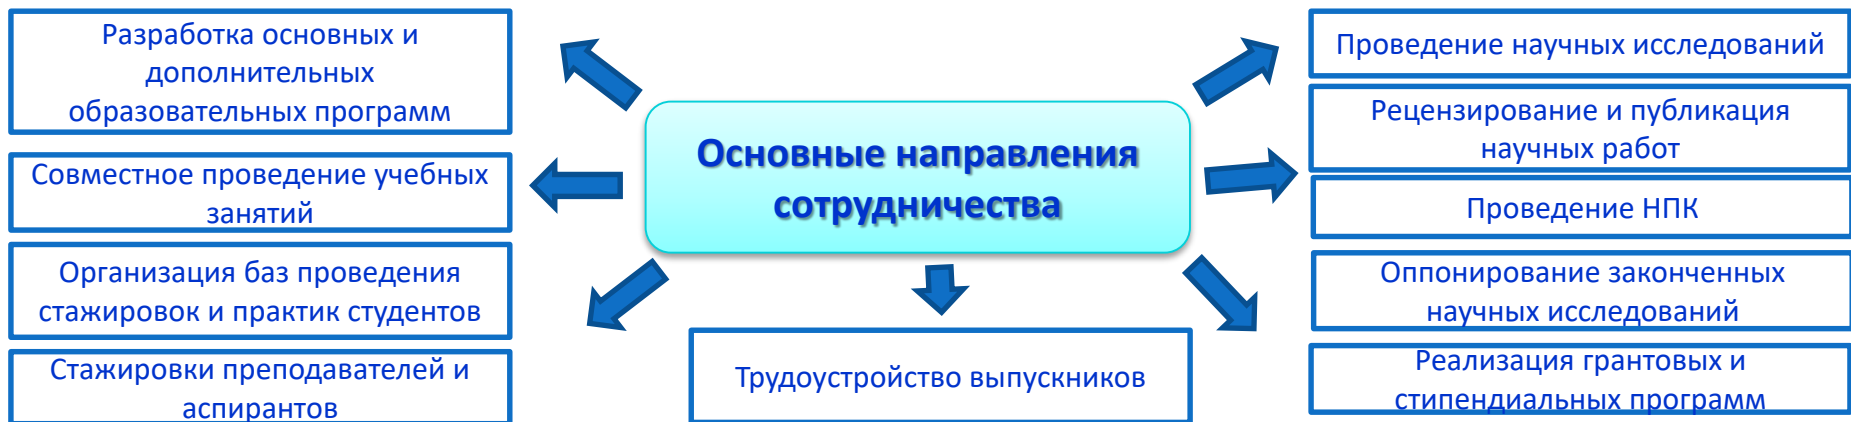 Разработка основных и
дополнительных
образовательных программ
Совместное проведение учебных
занятий
Организация баз проведения
стажировок и практик студентов
Стажировки преподавателей и
аспирантов
Основные направления
сотрудничества
Трудоустройство выпускников
Проведение научных исследований
Рецензирование и публикация
научных работ
Проведение НПК
Оппонирование законченных
научных исследований
Реализация грантовых и
стипендиальных программ